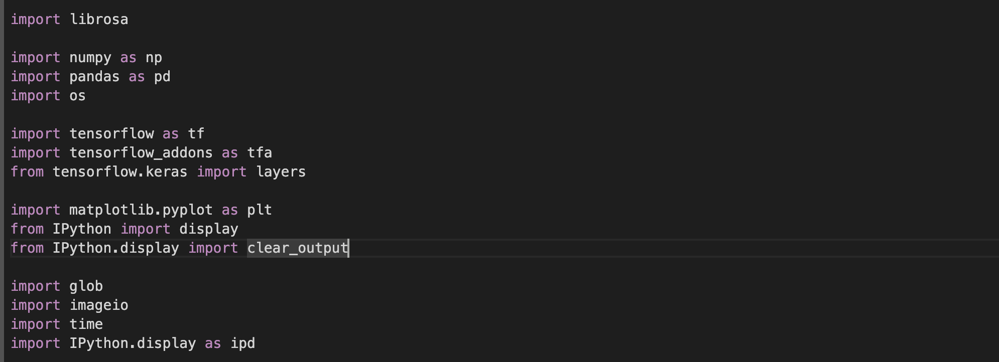 import librosa
import numpy as np
import pandas as pd
import os
import tensorflow as tf
import tensorflow_addons as tfa
from tensorflow.keras import layers
import matplotlib.pyplot as plt
from IPython import display
from IPython.display import clear_output
import glob
import imageio
import time
import IPython.display as ipd